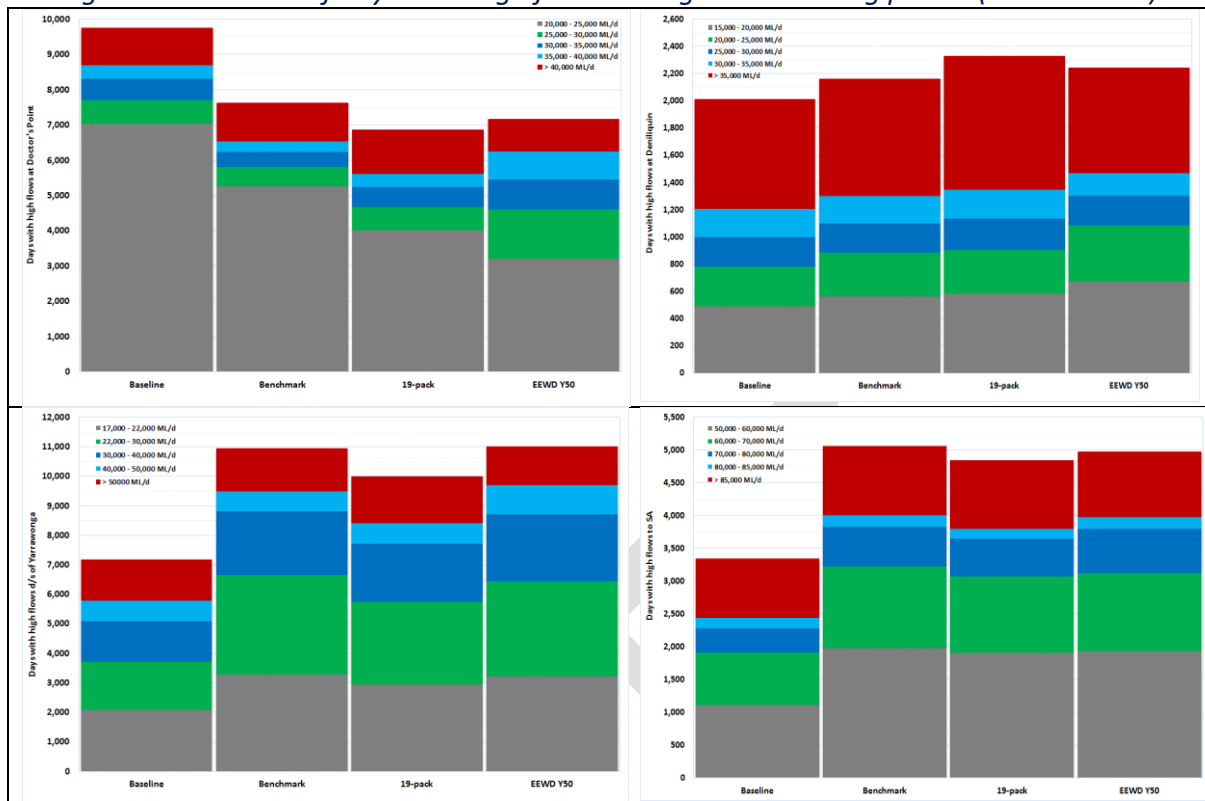 10,000
9,000
8,000
7,000
6,000
5,000
4,000
3,000
2,000
1,000
0
Days with high flows at Doctor's Point
20,000 - 25,000 ML/d
25,000 - 30,000 ML/d
30,000 - 35,000 ML/d
35,000 - 40,000 ML/d
> 40,000 ML/d
Baseline Benchmark 19-pack EEWD Y50
2,600
2,400
2,200
2,000
1,800
1,600
1,400
1,200
1,000
800
600
400
200
0
Days with high flows at Deniliquin
15,000 - 20,000 ML/d
20,000 - 25,000 ML/d
25,000 - 30,000 ML/d
30,000 - 35,000 ML/d
> 35,000 ML/d
Baseline Benchmark 19-pack EEWD Y50
12,000
11,000
10,000
9,000
8,000
7,000
6,000
5,000
4,000
3,000
2,000
1,000
0
Days with high flows d/s of Yarrawonga
17,000 - 22,000 ML/d
22,000 - 30,000 ML/d
30,000 - 40,000 ML/d
40,000 - 50,000 ML/d
> 50000 ML/d
Baseline Benchmark 19-pack EEWD Y50
5,500
5,000
4,500
4,000
3,500
3,000
2,500
2,000
1,500
1,000
500
0
Days with high flows to SA
50,000 - 60,000 ML/d
60,000 - 70,000 ML/d
70,000 - 80,000 ML/d
80,000 - 85,000 ML/d
> 85,000 ML/d
Baseline Benchmark 19-pack EEWD Y50